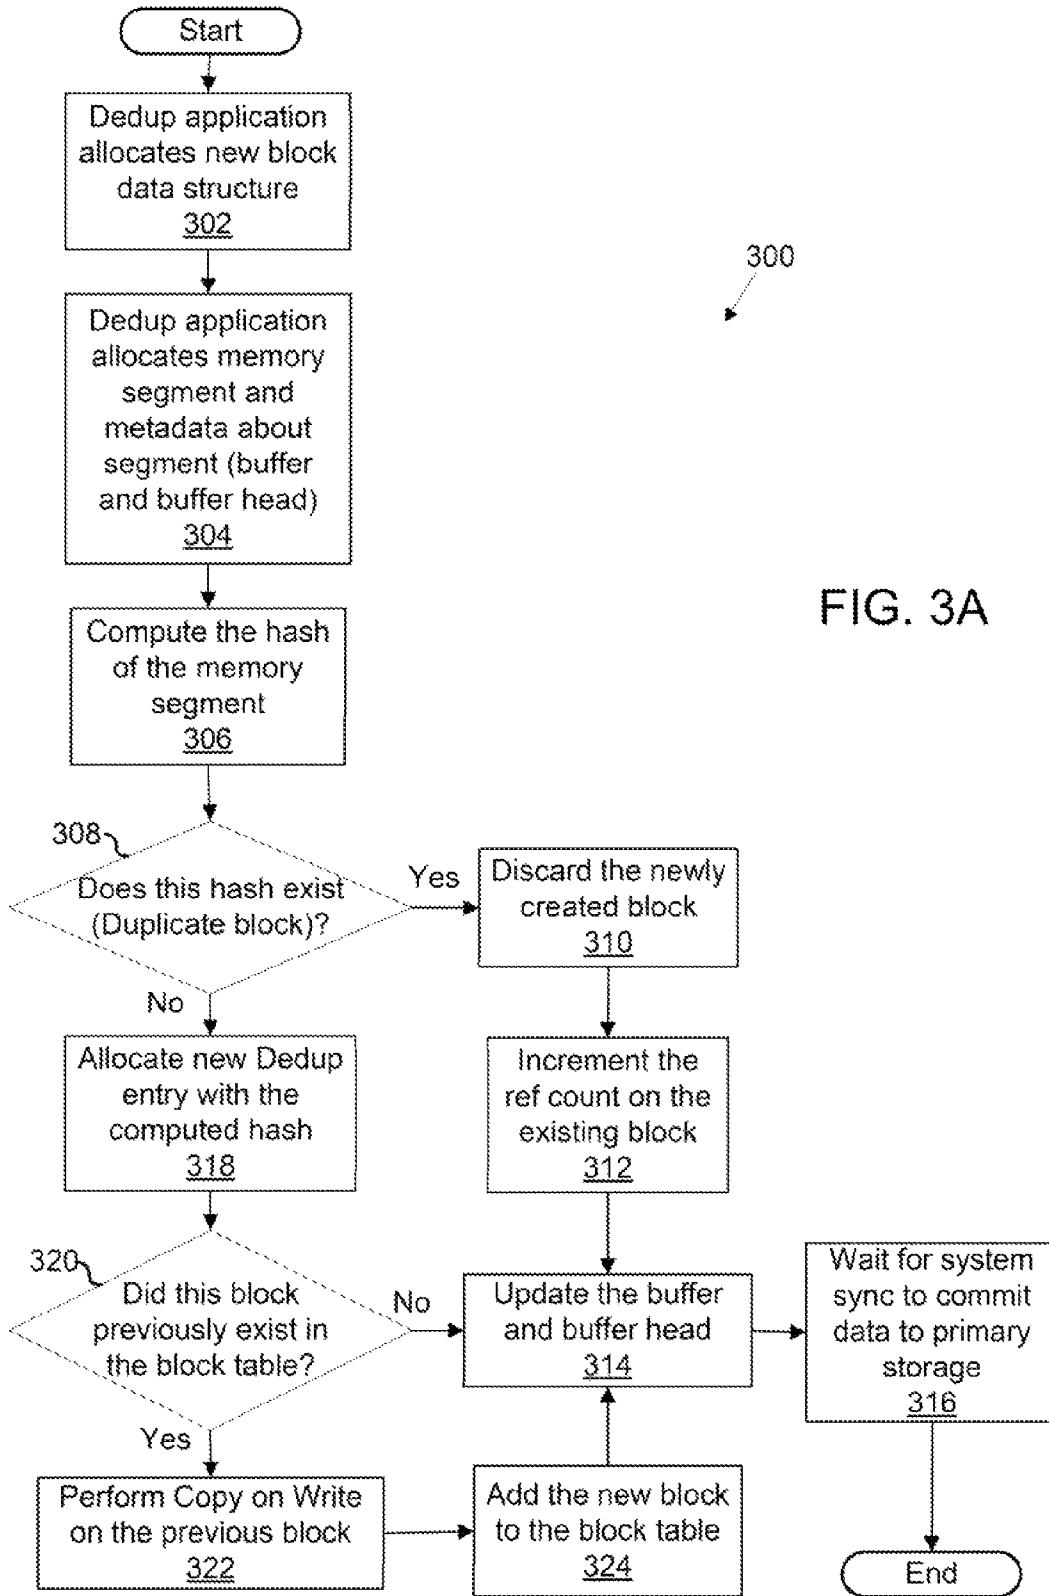 Start
Dedup application
allocates new block
data structure
302
Dedup application
allocates memory
segment and
metadata about
segment (buffer
and buffer head)
304
300
FIG. 3A
Compute the hash
of the memory
segment
306
308
Does this hash exist
(Duplicate block)?
Yes
No
Discard the newly
created block
310
Increment the
ref count on the
existing block
312
Allocate new Dedup
entry with the
computed hash
318
320
Did this block
previously exist in
the block table?
No
Yes
Update the buffer
and buffer head
314
Wait for system
sync to commit
data to primary
storage
316
Perform Copy on Write
on the previous block
322
Add the new block
to the block table
324
End